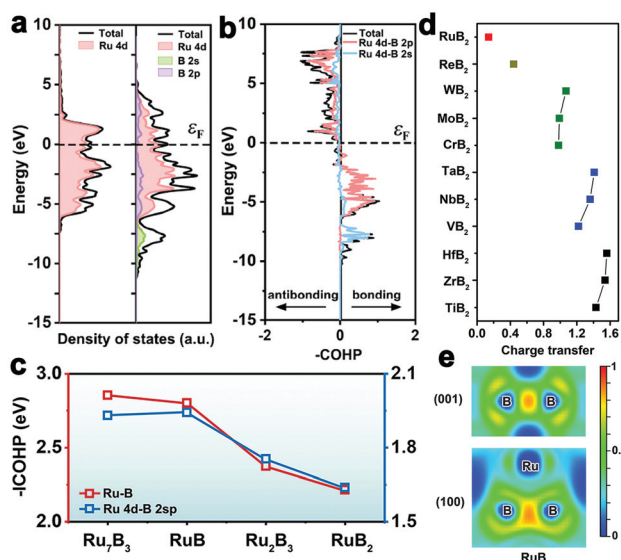 a
Total
Ru 4d
Total
Ru 4d
B 2s
B 2p
εF
Energy (eV)
10
5
0
-5
-10
-15
Density of states (a.u.)
b
Total
Ru 4d-B 2p
Ru 4d-B 2s
εF
Energy (eV)
10
5
0
-5
-10
-15
antibonding
bonding
-2
0
2
-COHP
c
-ICOHP (eV)
3.0
2.5
2.0
2.1
1.8
1.5
Ru-B
Ru 4d-B 2sp
Ru7B3
RuB
Ru2B3
RuB2
d
RuB2
ReB2
WB2
MoB2
CrB2
TaB2
NbB2
VB2
HfB2
ZrB2
TiB2
0.0
0.4
0.8
1.2
1.6
Charge transfer
e
(001)
B
B
(100)
Ru
B
B
1
0.
0